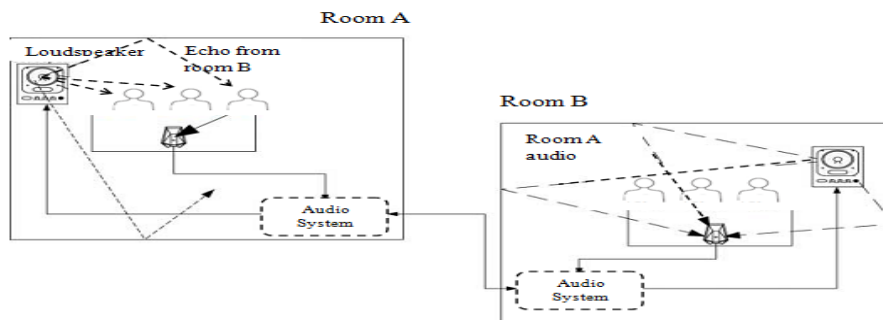 Room A
Loudspeaker
Echo from
room B
Audio
System
Room B
Room A
audio
Audio
System